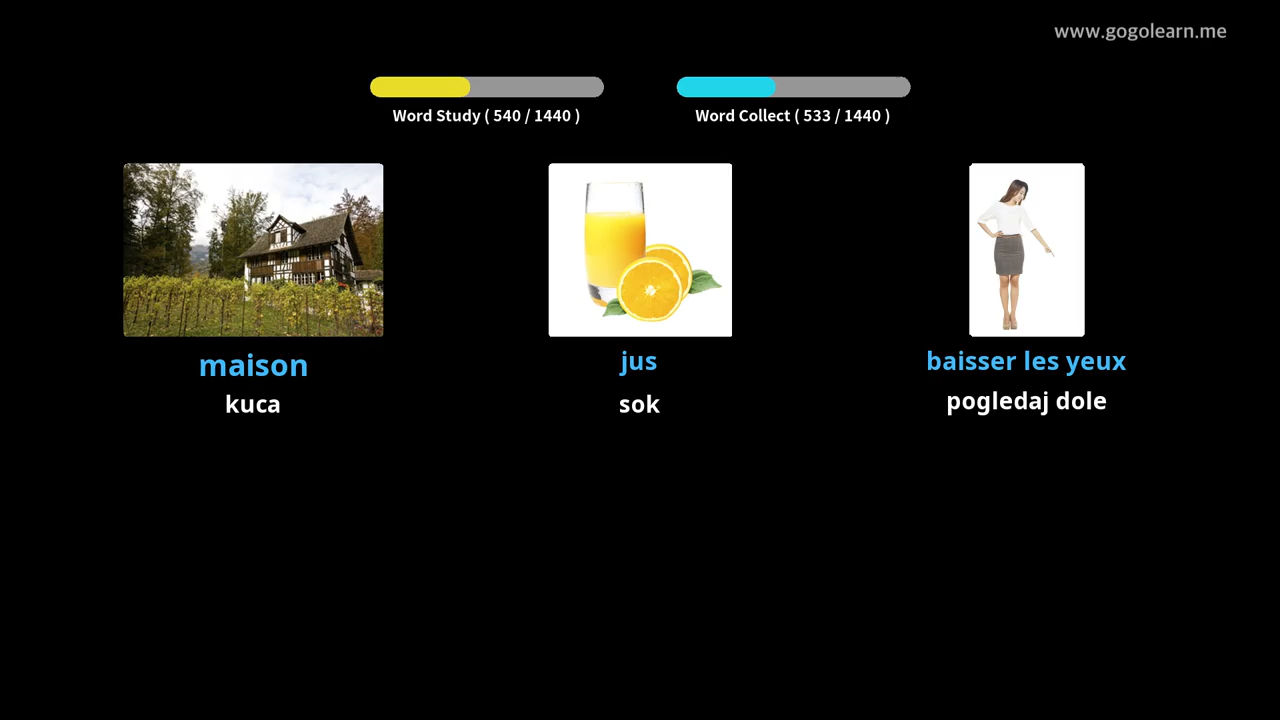 www.gogolearn.me
Word Study ( 540 / 1440 )
Word Collect ( 533 / 1440 )
maison
jus
baisser les yeux
kuca
sok
pogledaj dole